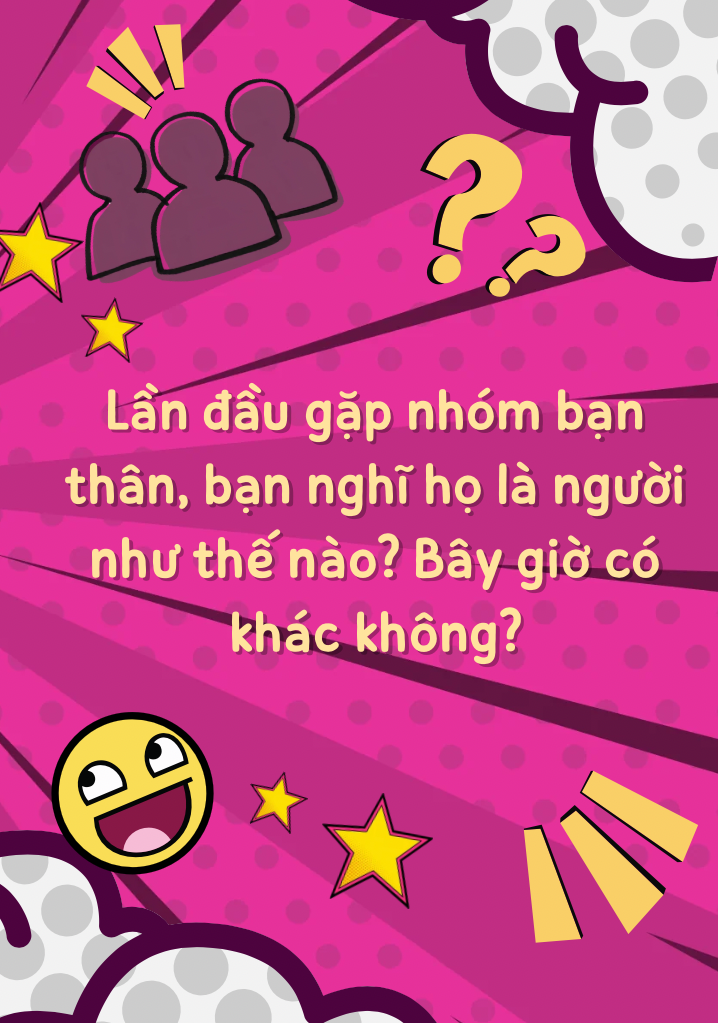 Lần đầu gặp nhóm bạn
thân, bạn nghĩ họ là người
như thế nào? Bây giờ có
khác không?